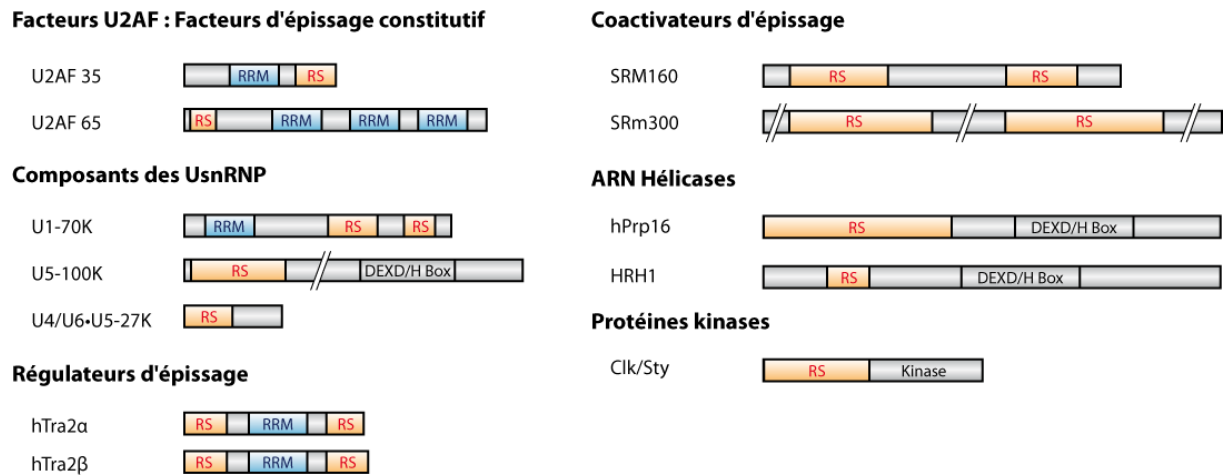 Facteurs U2AF : Facteurs d'épissage constitutif
U2AF 35
RRM RS
U2AF 65
RS RRM RRM RRM
Composants des UsnRNP
U1-70K
RRM RS RS
U5-100K
RS DEXD/H Box
U4/U6•U5-27K
RS
Régulateurs d'épissage
hTra2α
RS RRM RS
hTra2β
RS RRM RS
Coactivateurs d'épissage
SRM160
RS RS
SRm300
RS RS
ARN Hélicases
hPrp16
RS DEXD/H Box
HRH1
RS DEXD/H Box
Protéines kinases
Clk/Sty
RS Kinase